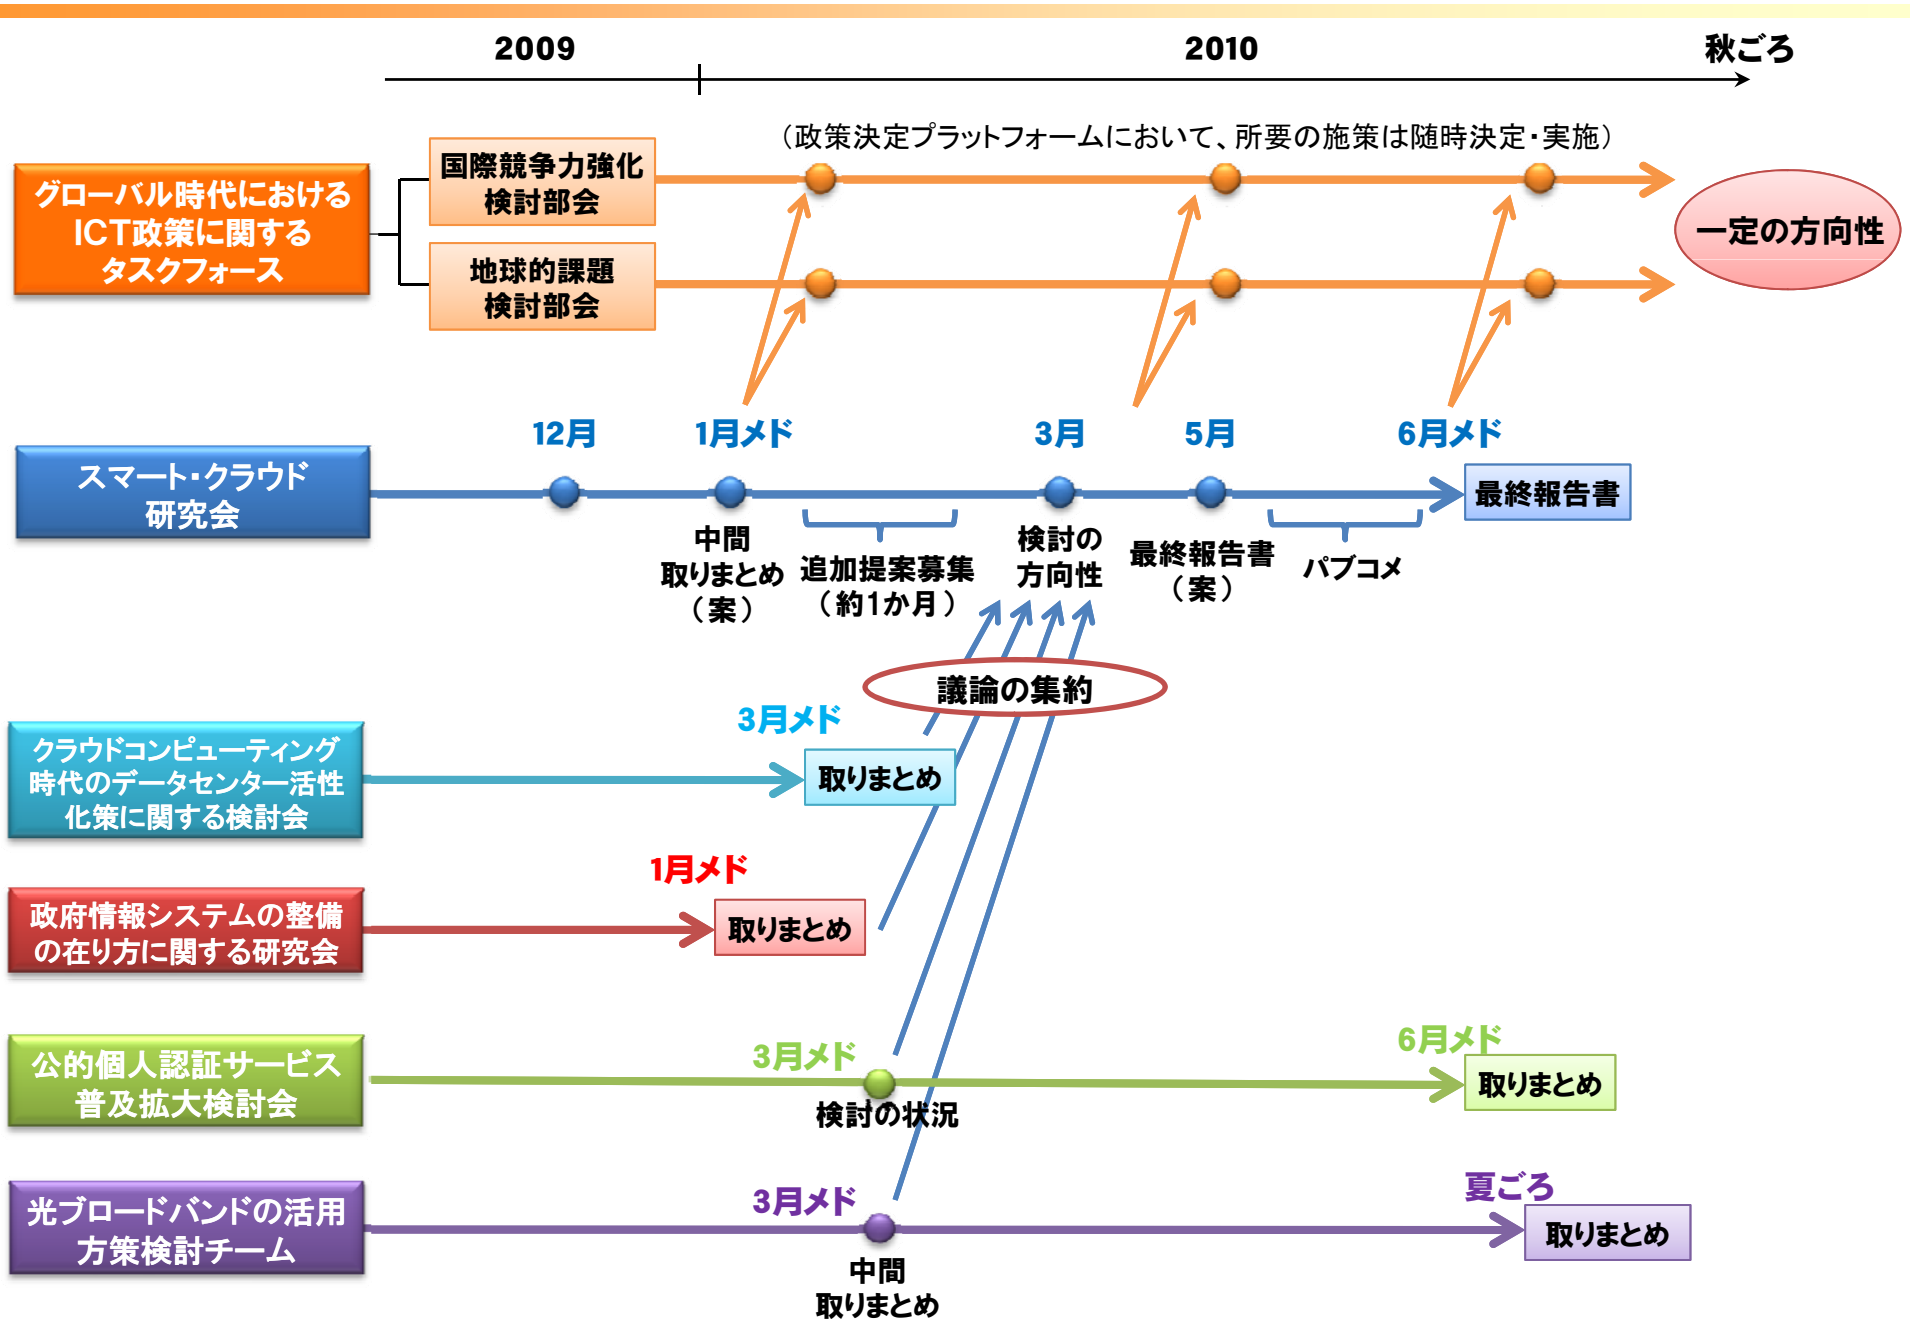 2009
2010
秋ごろ
（政策決定プラットフォームにおいて、所要の施策は随時決定・実施）
グローバル時代における
ICT政策に関する
タスクフォース
国際競争力強化
検討部会
地球的課題
検討部会
一定の方向性
スマート・クラウド
研究会
12月
1月メド
3月
5月
6月メド
中間
取りまとめ
（案）
追加提案募集
（約1か月）
検討の
方向性
最終報告書
（案）
パブコメ
最終報告書
議論の集約
クラウドコンピューティング
時代のデータセンター活性
化策に関する検討会
3月メド
取りまとめ
政府情報システムの整備
の在り方に関する研究会
1月メド
取りまとめ
公的個人認証サービス
普及拡大検討会
3月メド
検討の状況
6月メド
取りまとめ
光ブロードバンドの活用
方策検討チーム
3月メド
中間
取りまとめ
夏ごろ
取りまとめ